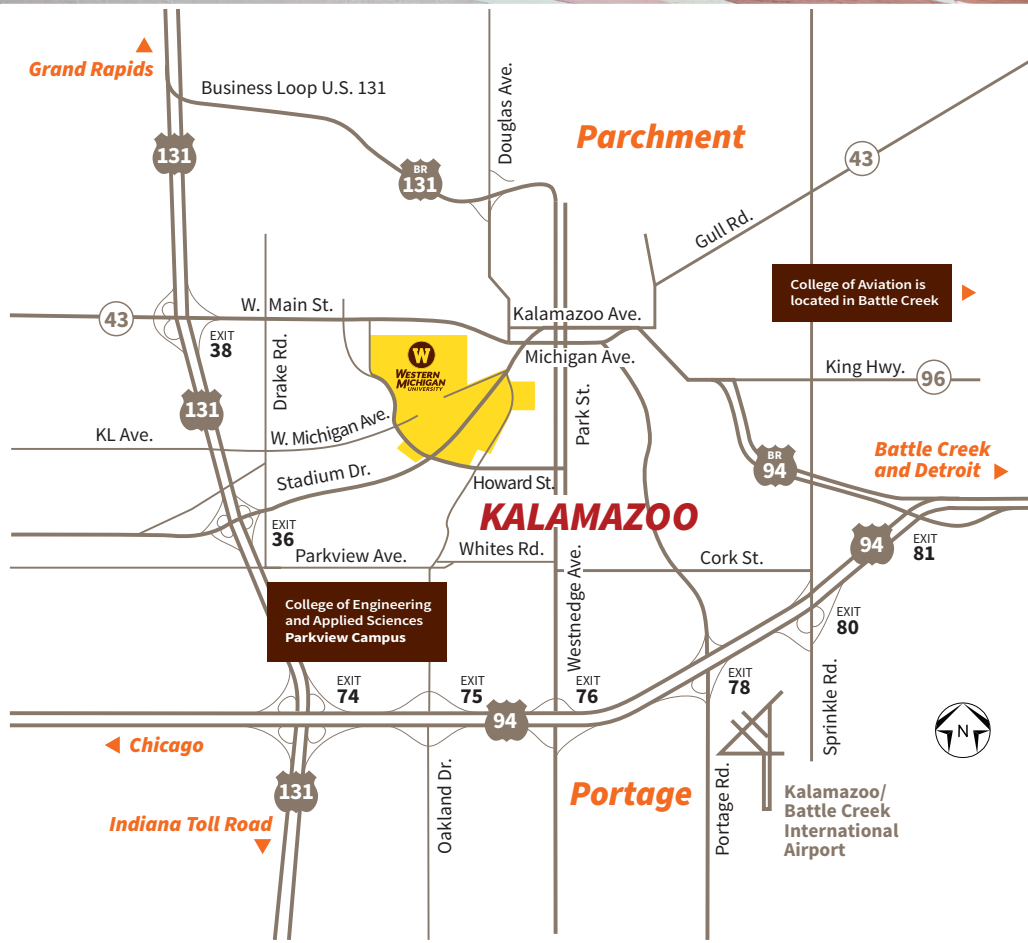 Grand Rapids
Business Loop U.S. 131
Douglas Ave.
Parchment
131
BR
131
43
Gull Rd.
College of Aviation is
located in Battle Creek
43
W. Main St.
Kalamazoo Ave.
EXIT
38
Drake Rd.
W
WESTERN
MICHIGAN
UNIVERSITY
Michigan Ave.
King Hwy.
96
131
Park St.
KL Ave.
W. Michigan Ave.
BR
94
Battle Creek
and Detroit
Stadium Dr.
Howard St.
KALAMAZOO
EXIT
36
94
EXIT
81
Parkview Ave.
Whites Rd.
Cork St.
College of Engineering
and Applied Sciences
Parkview Campus
Westnedge Ave.
EXIT
80
EXIT
74
EXIT
75
EXIT
76
EXIT
78
94
Sprinkle Rd.
N
Chicago
131
Oakland Dr.
Portage
Portage Rd.
Kalamazoo/
Battle Creek
International
Airport
Indiana Toll Road